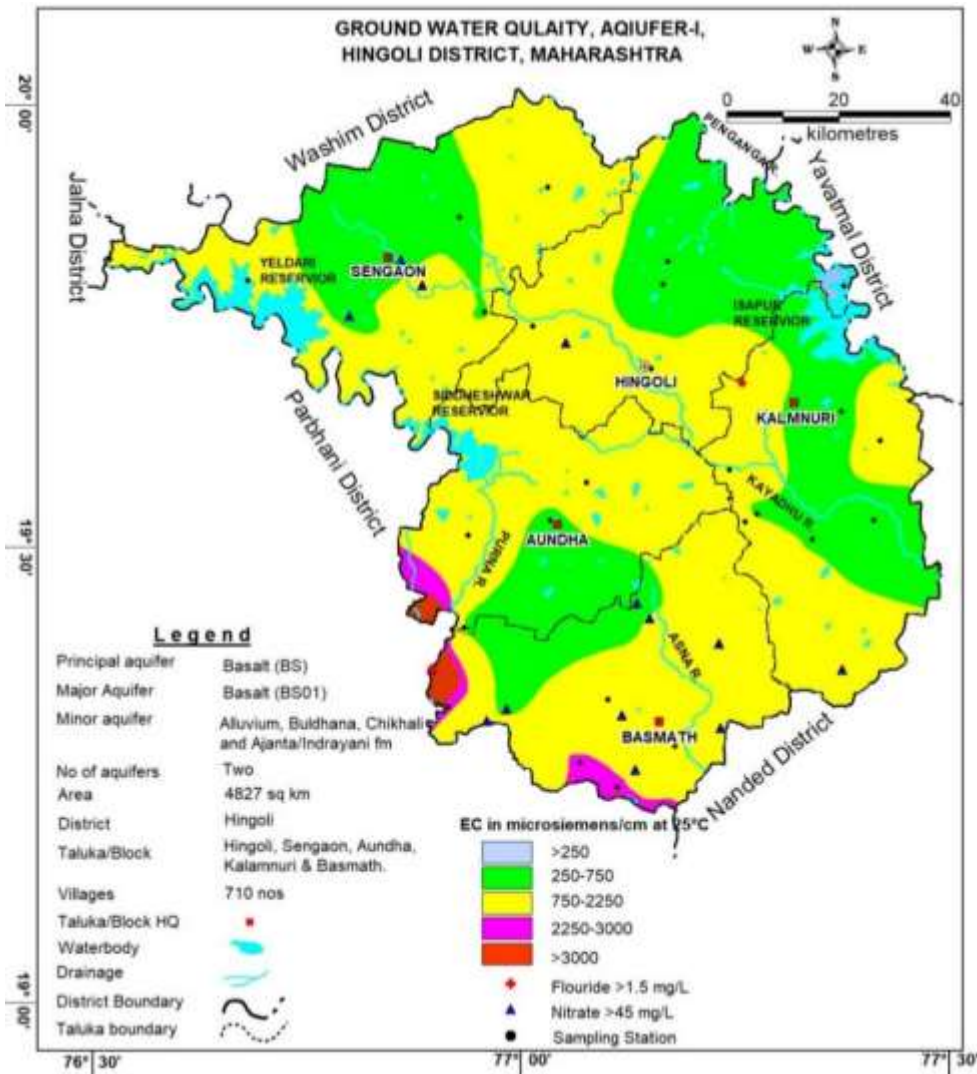 GROUND WATER QULAITY, AQIUFER-I,
HINGOLI DISTRICT, MAHARASHTRA
N
W E
S
0 20 40
kilometres
20° 00'
19° 30'
19° 00'
76° 30'
77° 00'
77° 30'
Washim District
Jalna District
Yavatmal District
Parbhani District
Nanded District
PENGANGA R.
YELDARI
RESERVIOR
SENGAON
ISAPUR
RESERVIOR
HINGOLI
SIDDHESHWAR
RESERVIOR
KALMNURI
KAYADHU R.
AUNDHA
PURNA R.
ASNA R.
BASMATH
Legend
Principal aquifer Basalt (BS)
Major Aquifer Basalt (BS01)
Minor aquifer Alluvium, Buldhana, Chikhali
and Ajanta/Indrayani fm
No of aquifers Two
Area 4827 sq km
District Hingoli
Taluka/Block Hingoli, Sengaon, Aundha,
Kalamnuri & Basmath.
Villages 710 nos
Taluka/Block HQ
Waterbody
Drainage
District Boundary
Taluka boundary
EC in microsiemens/cm at 25°C
>250
250-750
750-2250
2250-3000
>3000
Flouride >1.5 mg/L
Nitrate >45 mg/L
Sampling Station